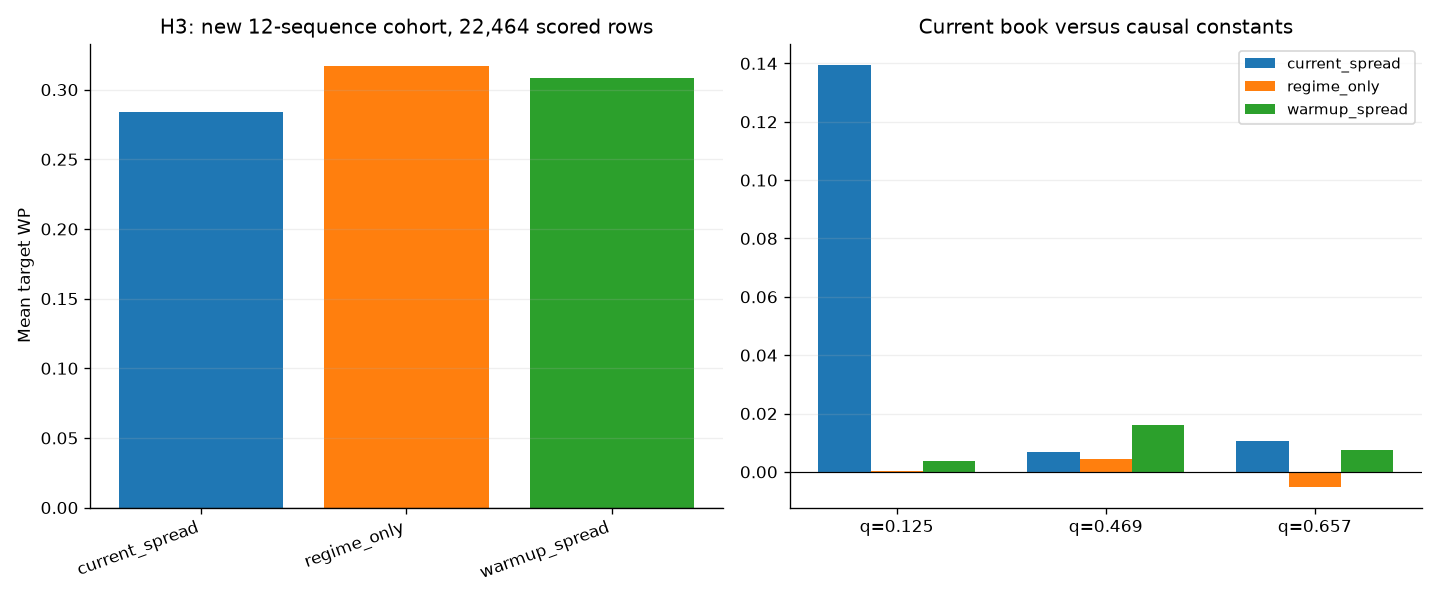 H3: new 12-sequence cohort, 22,464 scored rows
Mean target WP
0.30
0.25
0.20
0.15
0.10
0.05
0.00
current_spread
regime_only
warmup_spread
Current book versus causal constants
current_spread
regime_only
warmup_spread
0.14
0.12
0.10
0.08
0.06
0.04
0.02
0.00
q=0.125
q=0.469
q=0.657